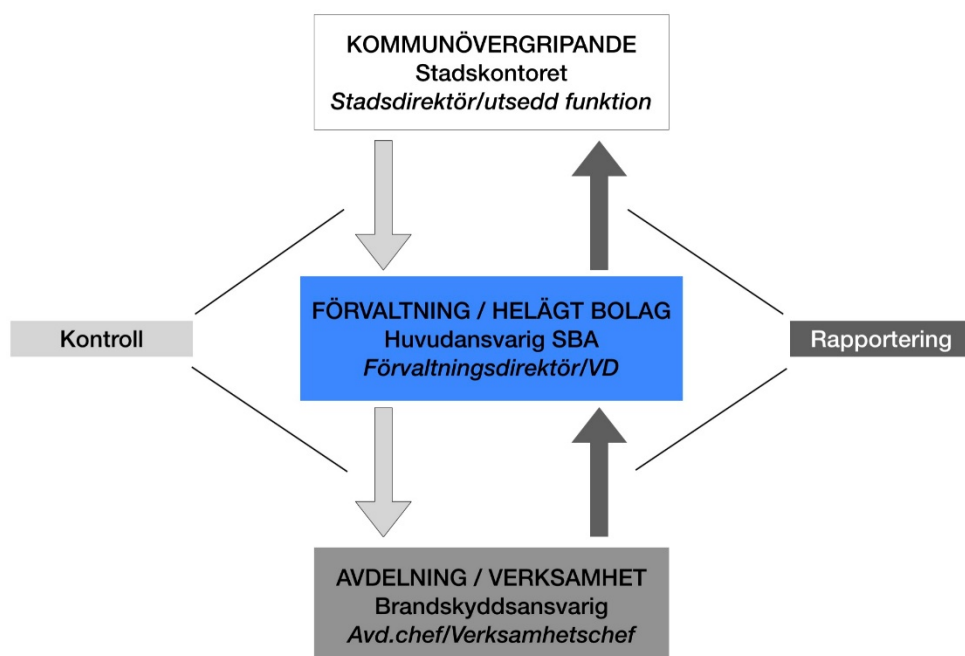 KOMMUNÖVERGRIPANDE
Stadskontoret
Stadsdirektör/utsedd funktion
FÖRVALTNING / HELÄGT BOLAG
Huvudansvarig SBA
Förvaltningsdirektör/VD
Kontroll
Rapportering
AVDELNING / VERKSAMHET
Brandskyddsansvarig
Avd.chef/Verksamhetschef